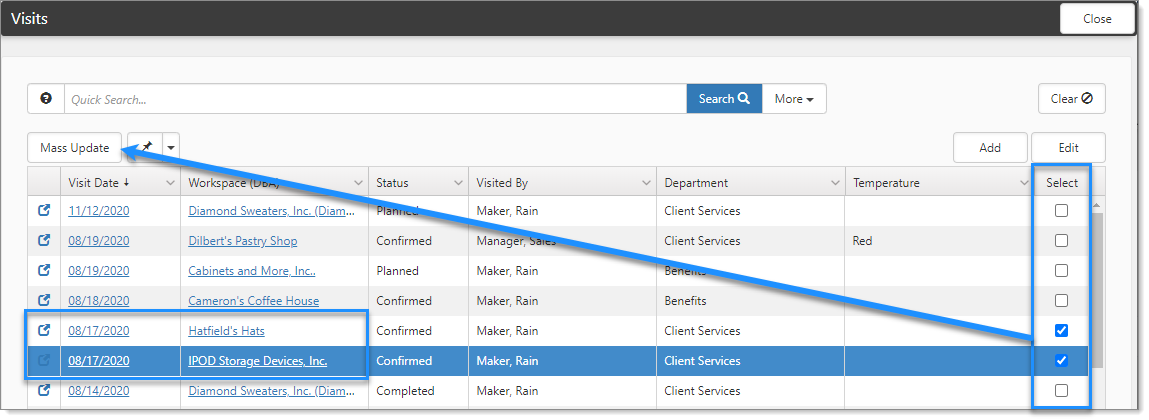 Visits Close
Quick Search... Search More Clear
Mass Update Add Edit
Visit Date Workspace (DBA) Status Visited By Department Temperature Select
11/12/2020 Diamond Sweaters, Inc. (Diam... Planned Maker, Rain Client Services
08/19/2020 Dilbert's Pastry Shop Confirmed Manager, Sales Client Services Red
08/19/2020 Cabinets and More, Inc.. Planned Maker, Rain Benefits
08/18/2020 Cameron's Coffee House Confirmed Maker, Rain Benefits
08/17/2020 Hatfield's Hats Confirmed Maker, Rain Client Services
08/17/2020 IPOD Storage Devices, Inc. Confirmed Maker, Rain Client Services
08/14/2020 Diamond Sweaters, Inc. (Diam... Completed Maker, Rain Client Services